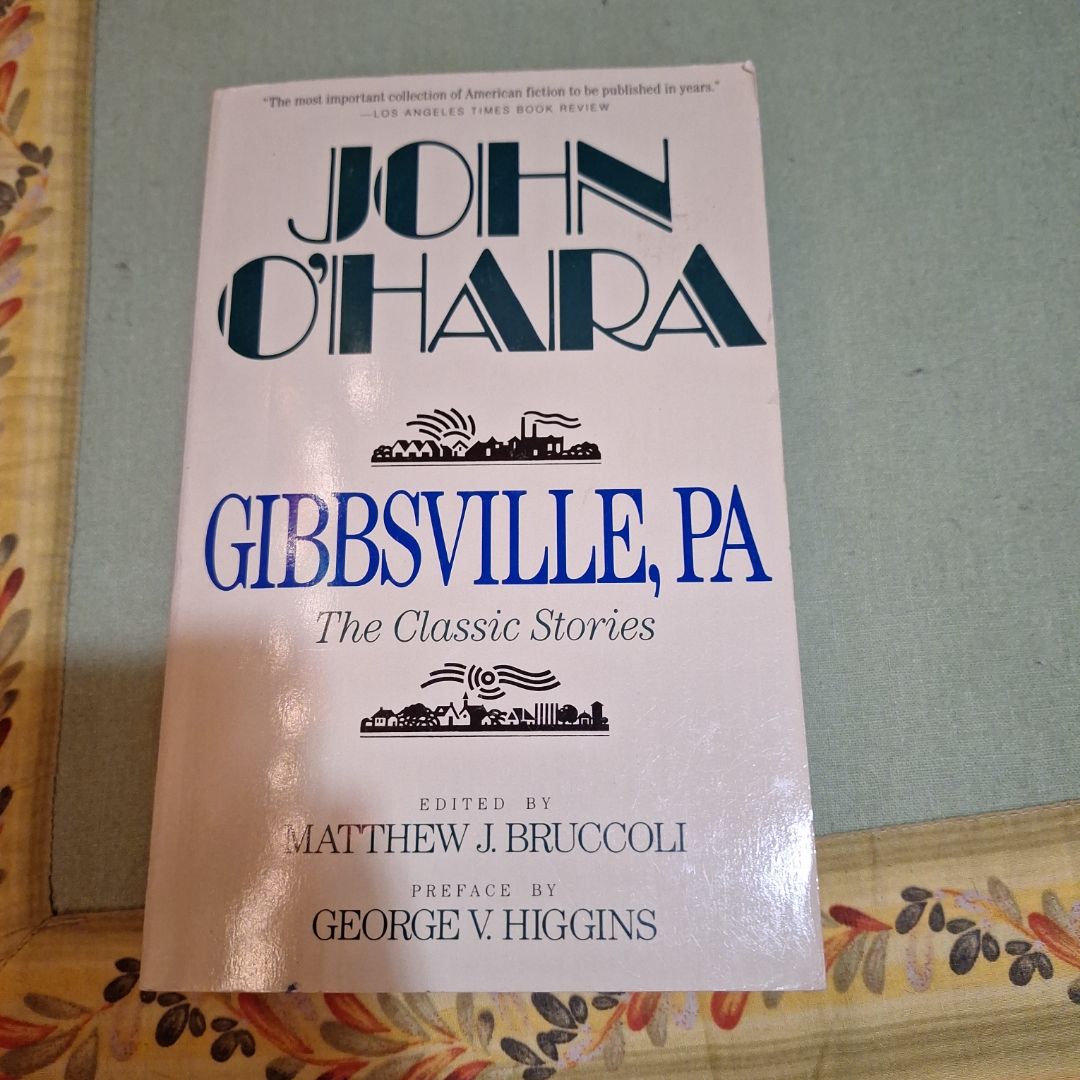 "The most important collection of American fiction to be published in years."
—LOS ANGELES TIMES BOOK REVIEW
JOHN
O'HARA
GIBBSVILLE, PA
The Classic Stories
EDITED BY
MATTHEW J. BRUCCOLI
PREFACE BY
GEORGE V. HIGGINS